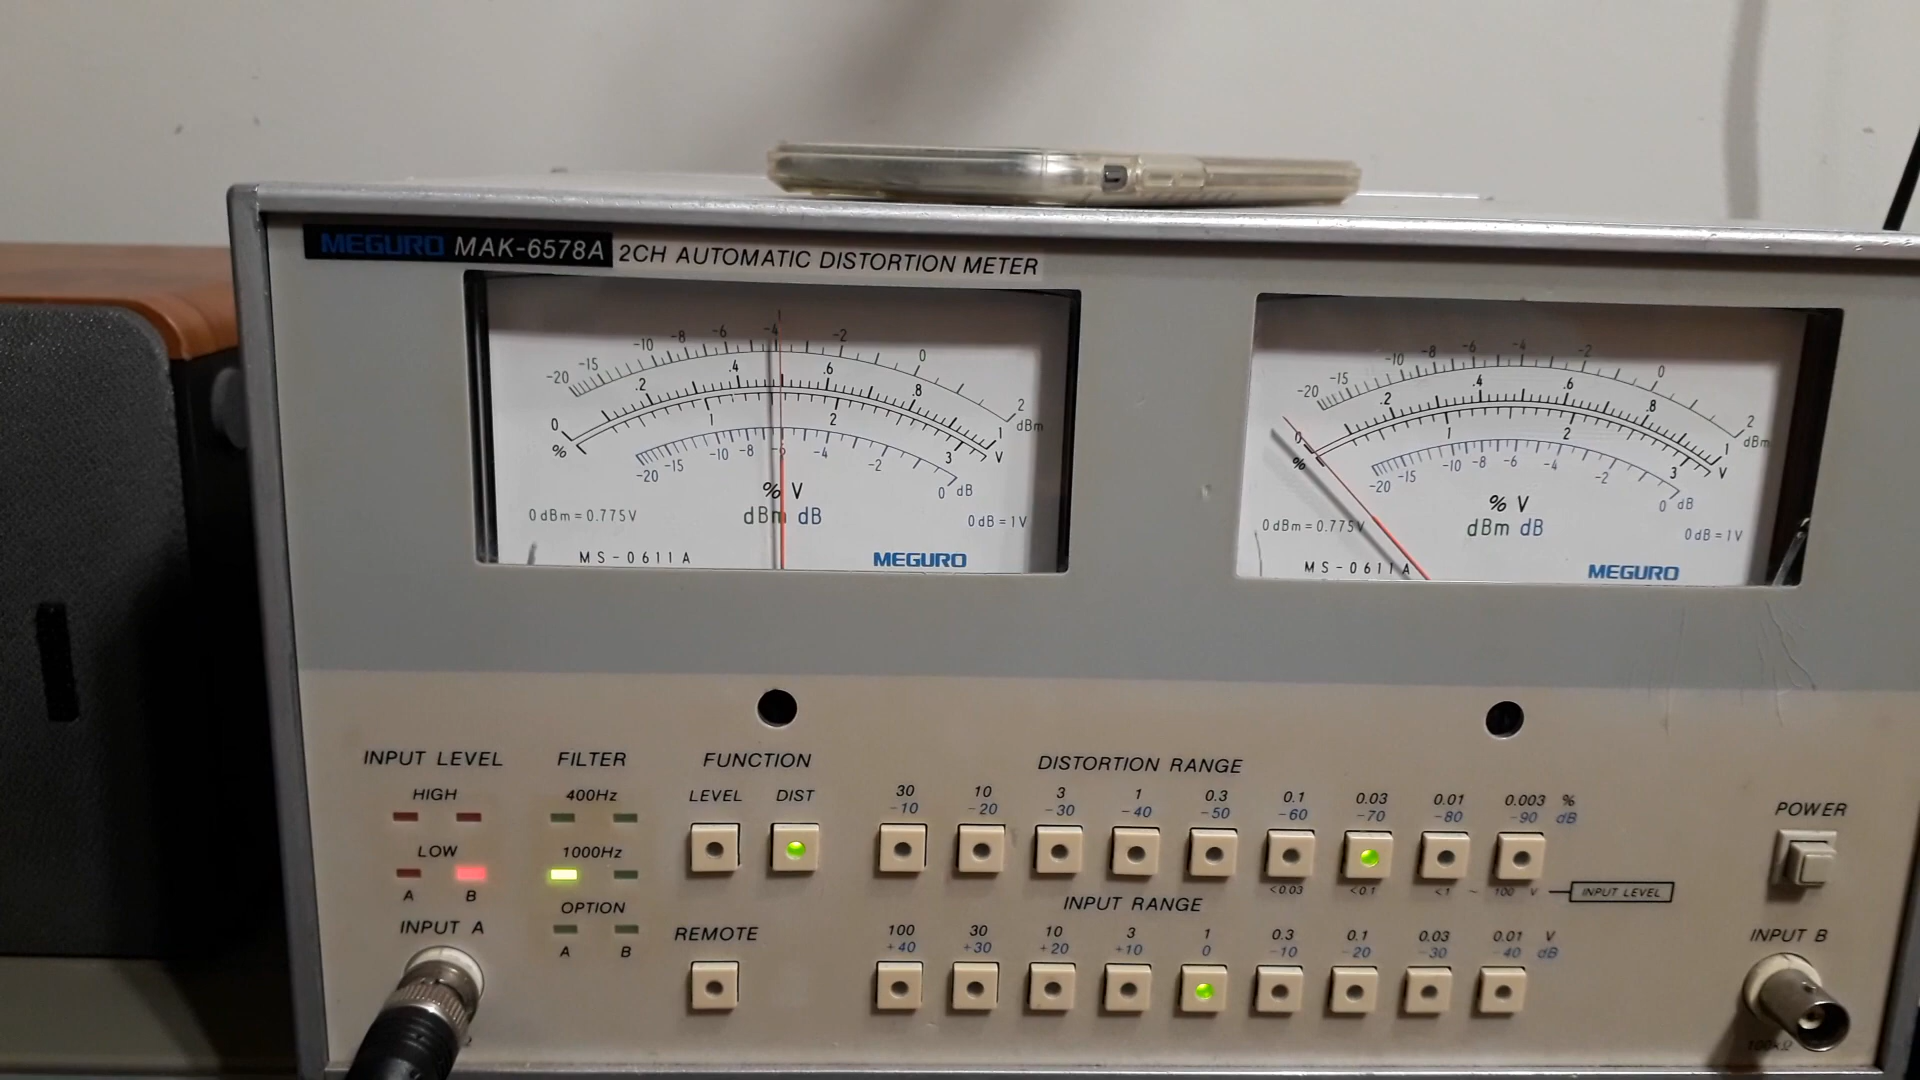 MEGURO MAK-6578A 2CH AUTOMATIC DISTORTION METER
-20 -15 -10 -8 -6 -4 -2 0 2 dBm
0 .2 .4 .6 .8 1
% 1 2 3 V
-20 -15 -10 -8 -6 -4 -2 0 dB
% V
0 dBm = 0.775V dBm dB 0 dB = 1V
MS-0611A MEGURO
-20 -15 -10 -8 -6 -4 -2 0 2 dBm
0 .2 .4 .6 .8 1
% 1 2 3 V
-20 -15 -10 -8 -6 -4 -2 0 dB
% V
0 dBm = 0.775V dBm dB 0 dB = 1V
MS-0611A MEGURO
INPUT LEVEL FILTER FUNCTION DISTORTION RANGE
HIGH 400Hz LEVEL DIST
30 10 3 1 0.3 0.1 0.03 0.01 0.003 %
-10 -20 -30 -40 -50 -60 -70 -80 -90 dB
POWER
LOW 1000Hz
A B
<0.03 <0.1 <1 ~ 100 V INPUT LEVEL
OPTION
A B
INPUT RANGE
INPUT A REMOTE
100 30 10 3 1 0.3 0.1 0.03 0.01 V
+40 +30 +20 +10 0 -10 -20 -30 -40 dB
INPUT B
100kΩ